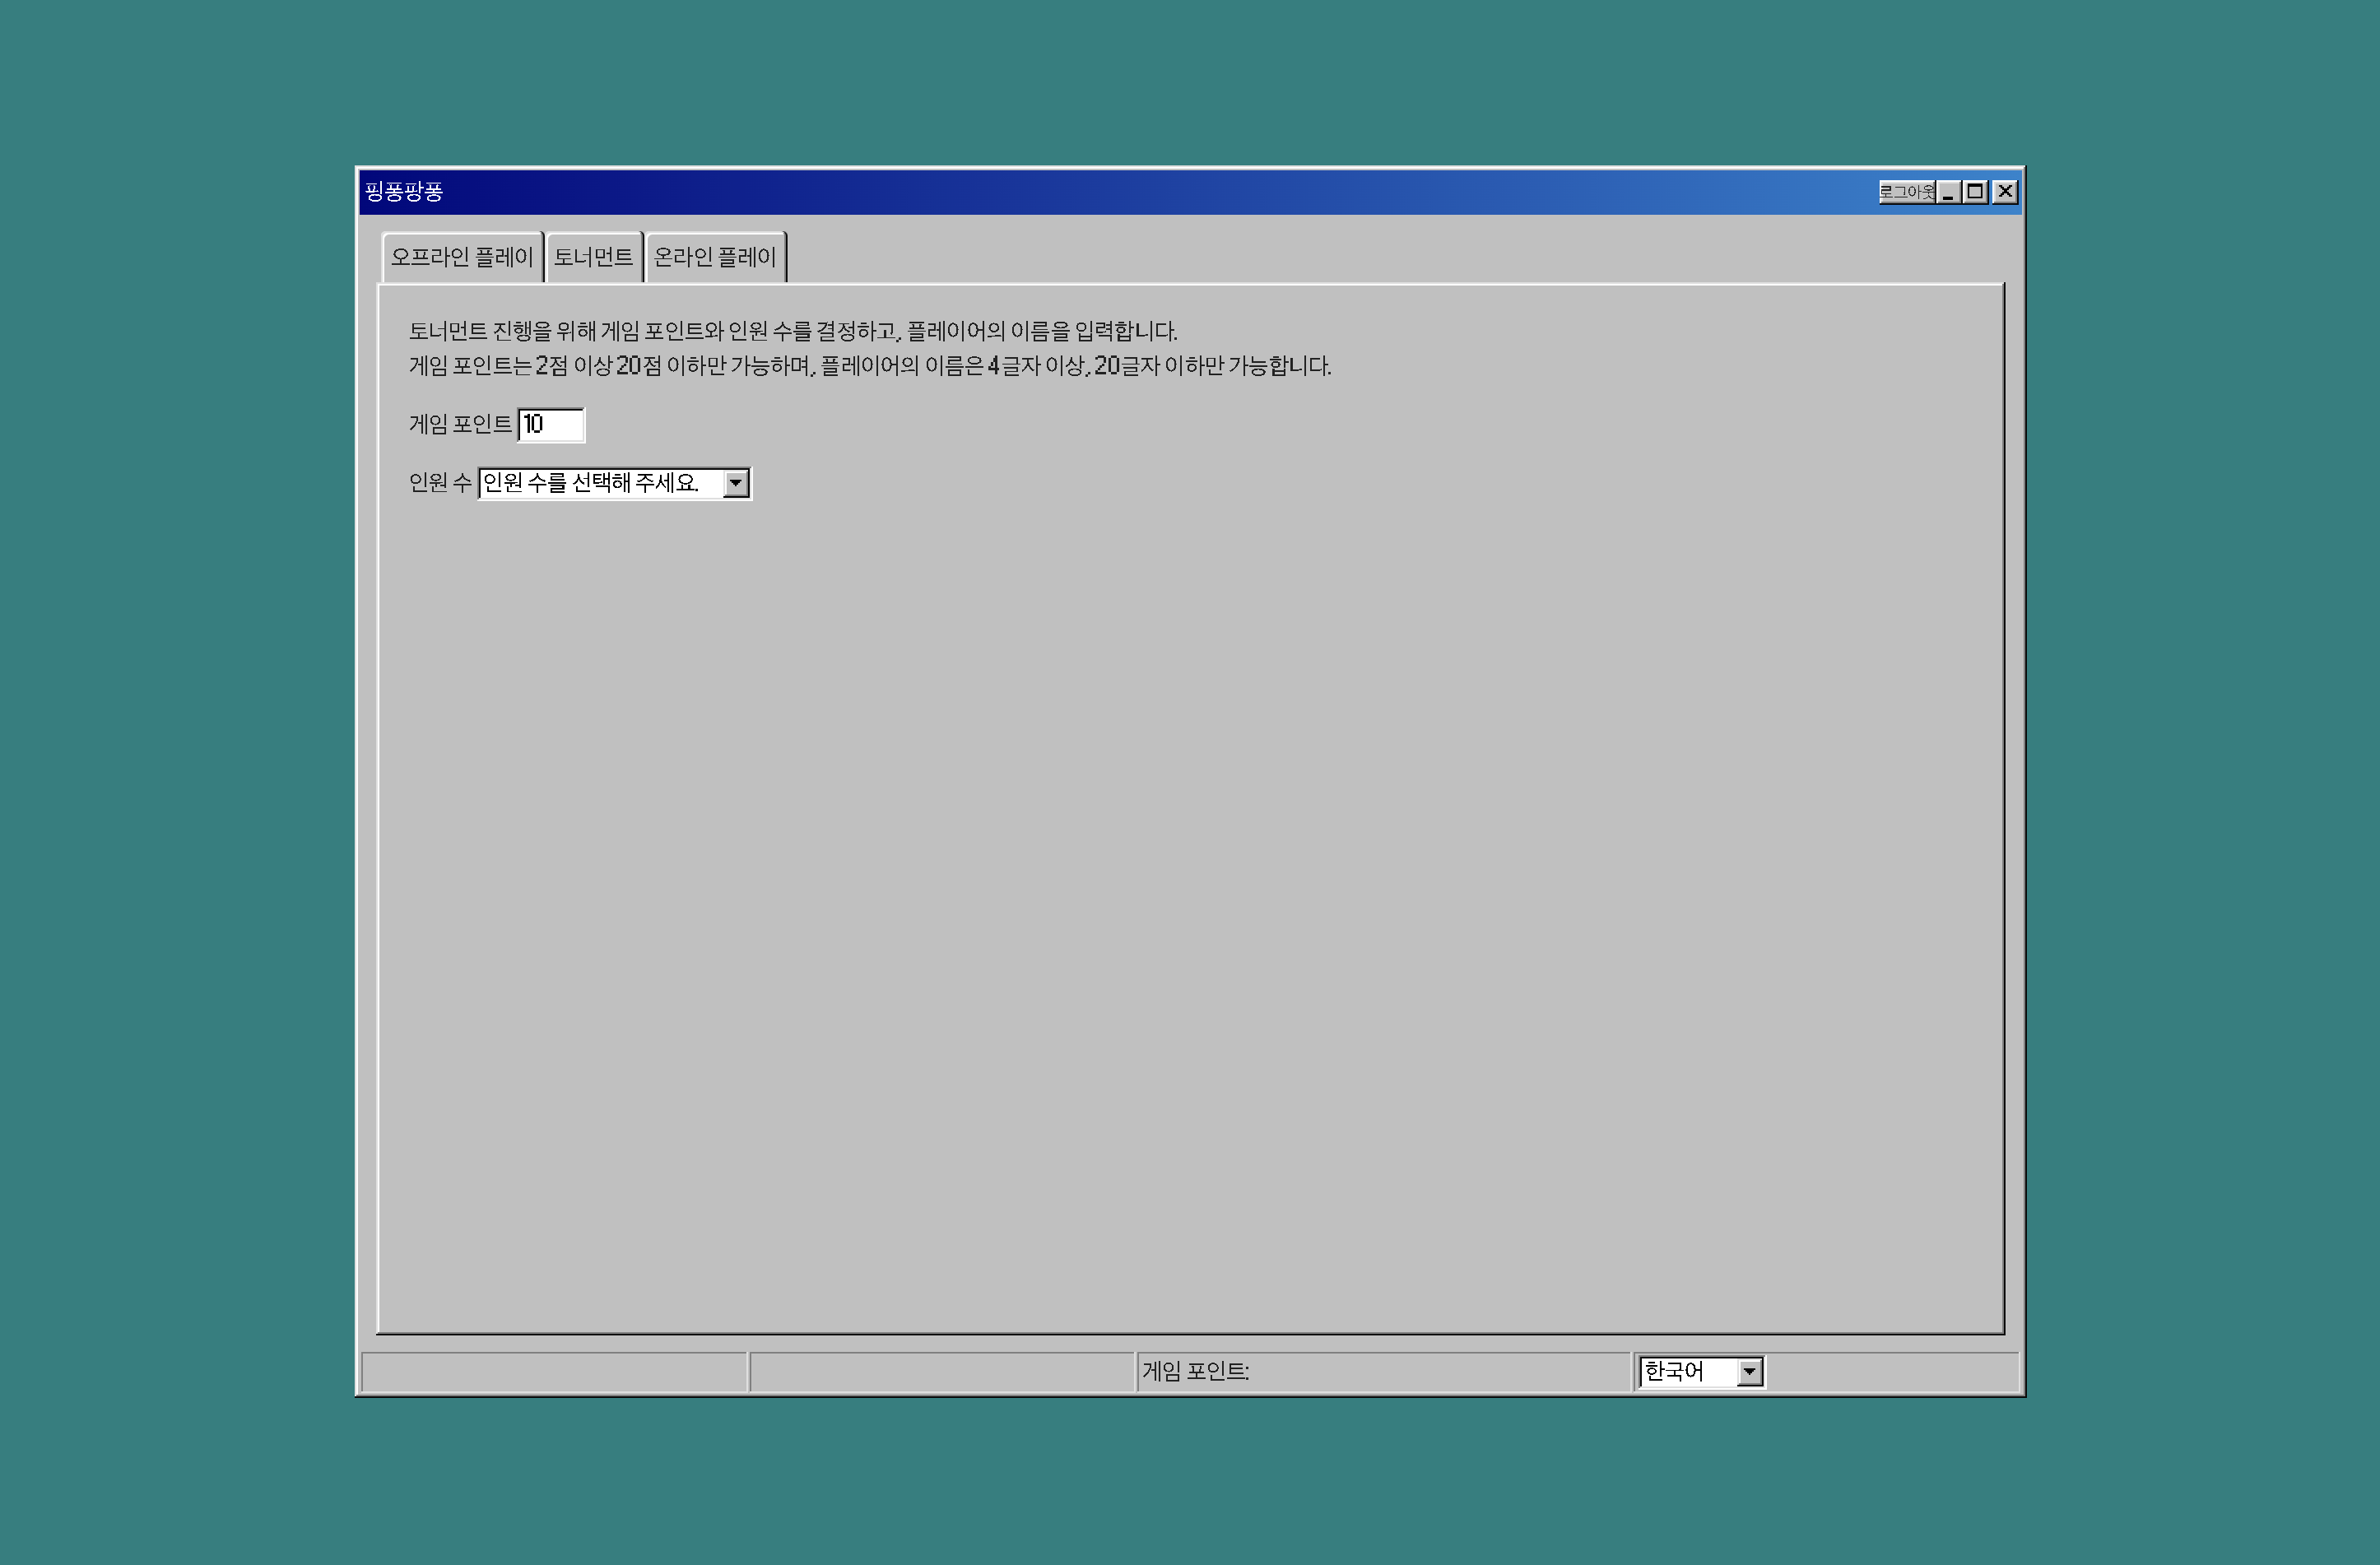 핑퐁팡퐁
로그아웃
오프라인 플레이 토너먼트 온라인 플레이
토너먼트 진행을 위해 게임 포인트와 인원 수를 결정하고, 플레이어의 이름을 입력합니다.
게임 포인트는 2점 이상 20점 이하만 가능하며, 플레이어의 이름은 4글자 이상, 20글자 이하만 가능합니다.
게임 포인트 10
인원 수 인원 수를 선택해 주세요.
게임 포인트: 한국어